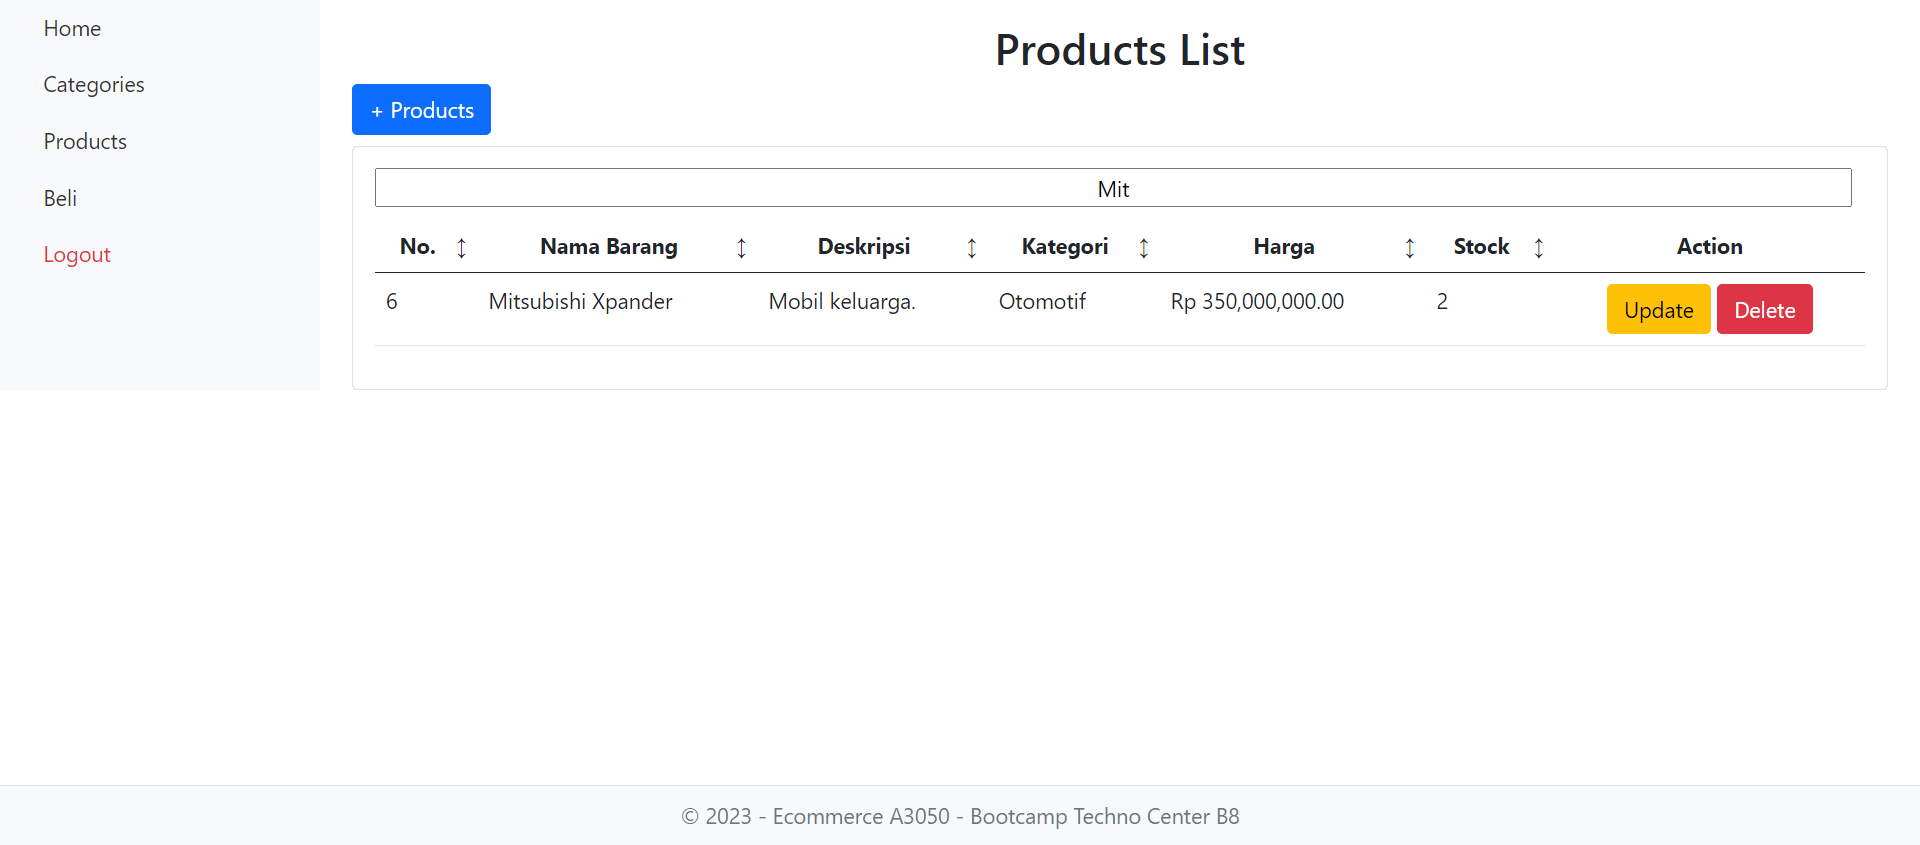 Home
Categories
Products
Beli
Logout
Products List
+ Products
Mit
No. ↕ Nama Barang ↕ Deskripsi ↕ Kategori ↕ Harga ↕ Stock ↕ Action
6 Mitsubishi Xpander Mobil keluarga. Otomotif Rp 350,000,000.00 2 Update Delete
© 2023 - Ecommerce A3050 - Bootcamp Techno Center B8